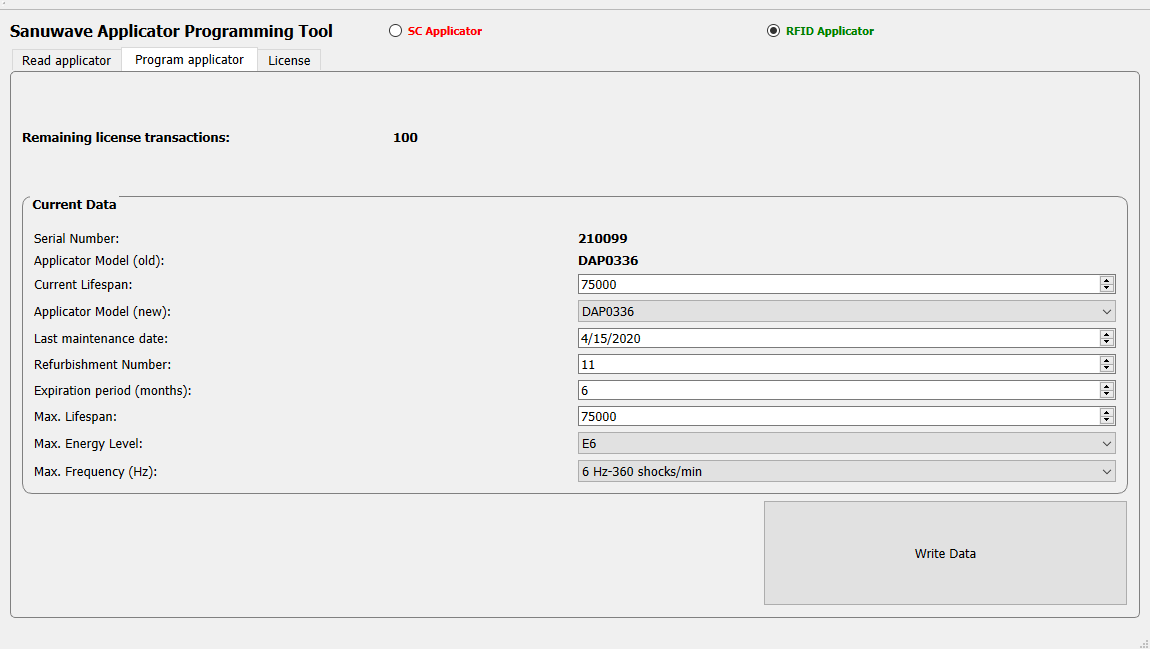 Sanuwave Applicator Programming Tool SC Applicator RFID Applicator
Read applicator Program applicator License
Remaining license transactions: 100
Current Data
Serial Number: 210099
Applicator Model (old): DAP0336
Current Lifespan: 75000
Applicator Model (new): DAP0336
Last maintenance date: 4/15/2020
Refurbishment Number: 11
Expiration period (months): 6
Max. Lifespan: 75000
Max. Energy Level: E6
Max. Frequency (Hz): 6 Hz-360 shocks/min
Write Data